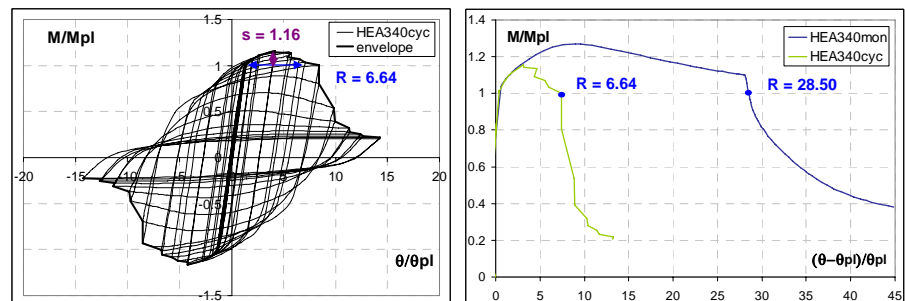 M/Mpl
1.5
HEA340cyc
envelope
s = 1.16
1
R = 6.64
0.5
0
-20
-15
-10
-5
0
5
10
15
20
-0.5
-1
-1.5
θ/θpl
1.4
M/Mpl
HEA340mon
HEA340cyc
1.2
1
R = 6.64
R = 28.50
0.8
0.6
0.4
0.2
0
(θ-θpl)/θpl
0
5
10
15
20
25
30
35
40
45